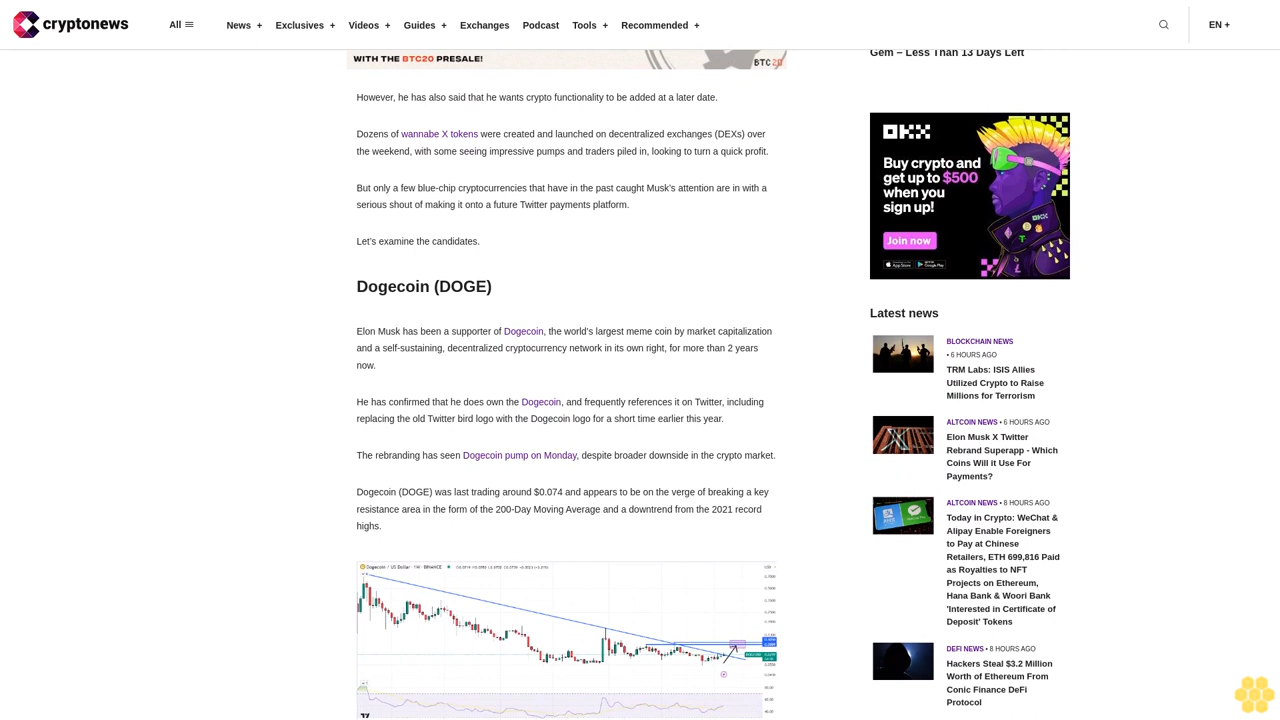 cryptonews
All
News +
Exclusives +
Videos +
Guides +
Exchanges
Podcast
Tools +
Recommended +
EN +
WITH THE BTC20 PRESALE!
BTC20
However, he has also said that he wants crypto functionality to be added at a later date.
Dozens of wannabe X tokens were created and launched on decentralized exchanges (DEXs) over
the weekend, with some seeing impressive pumps and traders piled in, looking to turn a quick profit.
But only a few blue-chip cryptocurrencies that have in the past caught Musk’s attention are in with a
serious shout of making it onto a future Twitter payments platform.
Let’s examine the candidates.
Dogecoin (DOGE)
Elon Musk has been a supporter of Dogecoin, the world’s largest meme coin by market capitalization
and a self-sustaining, decentralized cryptocurrency network in its own right, for more than 2 years
now.
He has confirmed that he does own the Dogecoin, and frequently references it on Twitter, including
replacing the old Twitter bird logo with the Dogecoin logo for a short time earlier this year.
The rebranding has seen Dogecoin pump on Monday, despite broader downside in the crypto market.
Dogecoin (DOGE) was last trading around $0.074 and appears to be on the verge of breaking a key
resistance area in the form of the 200-Day Moving Average and a downtrend from the 2021 record
highs.
Dogecoin / US Dollar · 1W · BINANCE
Gem – Less Than 13 Days Left
OKX
Buy crypto and
get up to $500
when you
sign up!
Join now
App Store
Google Play
Latest news
BLOCKCHAIN NEWS
• 6 HOURS AGO
TRM Labs: ISIS Allies
Utilized Crypto to Raise
Millions for Terrorism
ALTCOIN NEWS • 6 HOURS AGO
Elon Musk X Twitter
Rebrand Superapp - Which
Coins Will it Use For
Payments?
ALTCOIN NEWS • 8 HOURS AGO
Today in Crypto: WeChat &
Alipay Enable Foreigners
to Pay at Chinese
Retailers, ETH 699,816 Paid
as Royalties to NFT
Projects on Ethereum,
Hana Bank & Woori Bank
'Interested in Certificate of
Deposit' Tokens
DEFI NEWS • 8 HOURS AGO
Hackers Steal $3.2 Million
Worth of Ethereum From
Conic Finance DeFi
Protocol